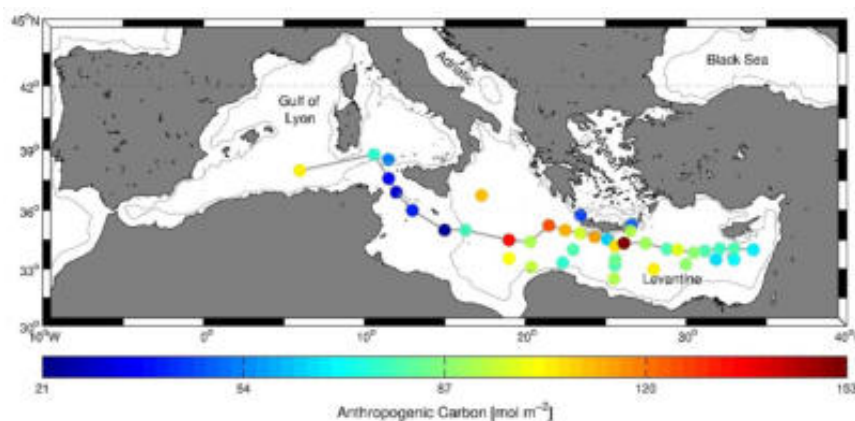 45°N
42°N
39°N
36°N
33°N
30°N
10°W
0°
10°E
20°E
30°E
40°E
Gulf of
Lyon
Adriatic
Black Sea
Levantine
21
54
87
120
153
Anthropogenic Carbon [mol m⁻²]